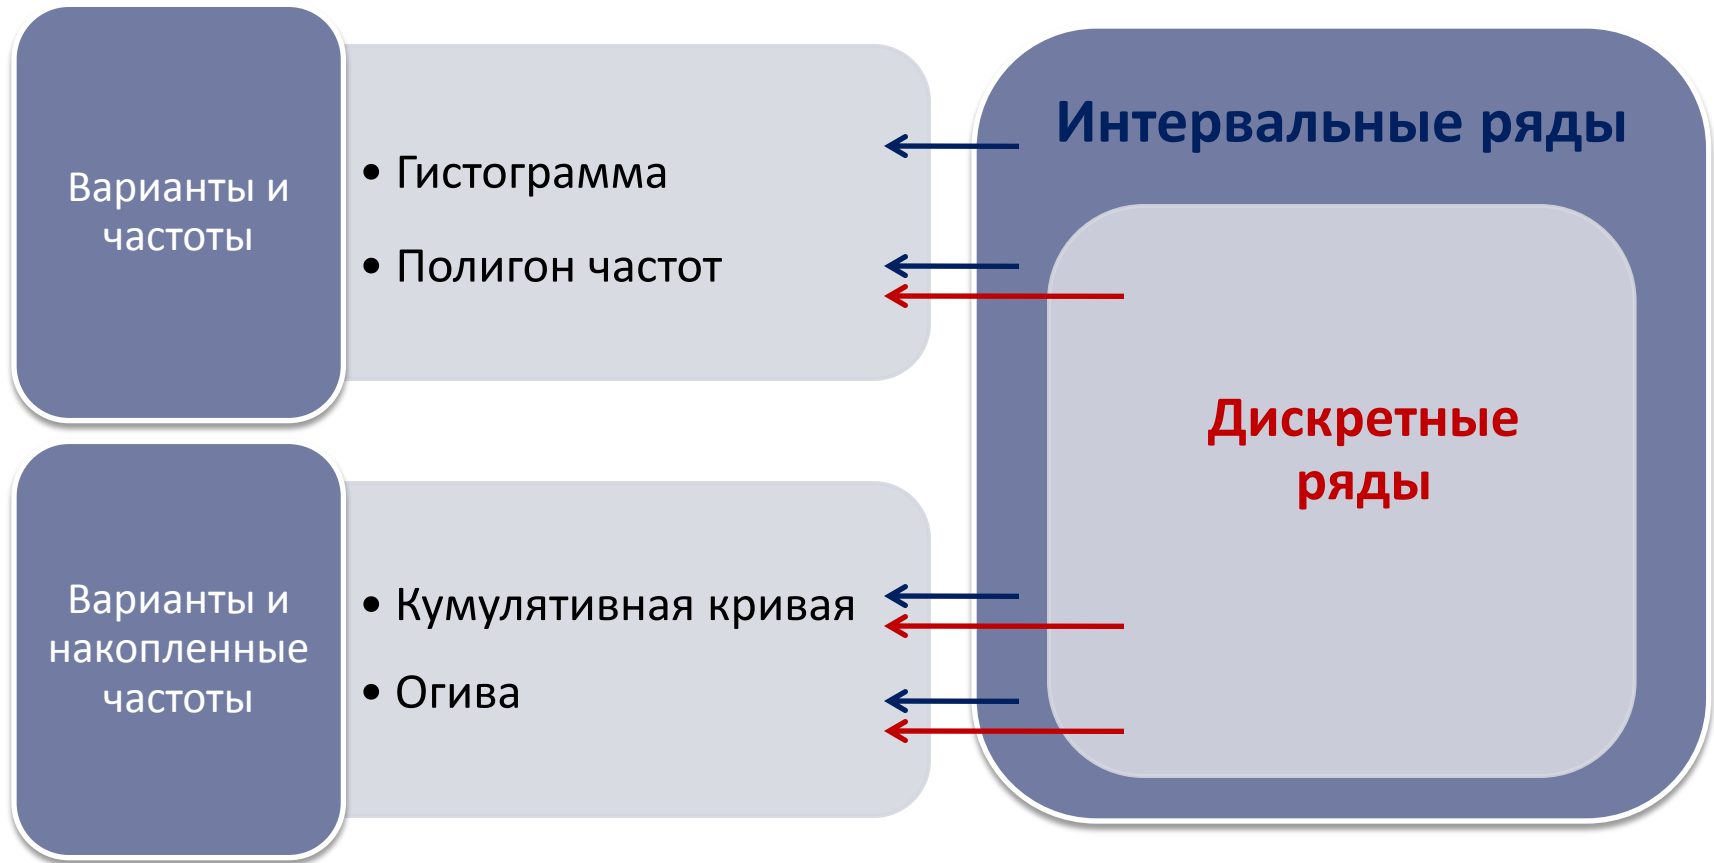 Варианты и
частоты
• Гистограмма
• Полигон частот
Варианты и
накопленные
частоты
• Кумулятивная кривая
• Огива
Интервальные ряды
Дискретные
ряды